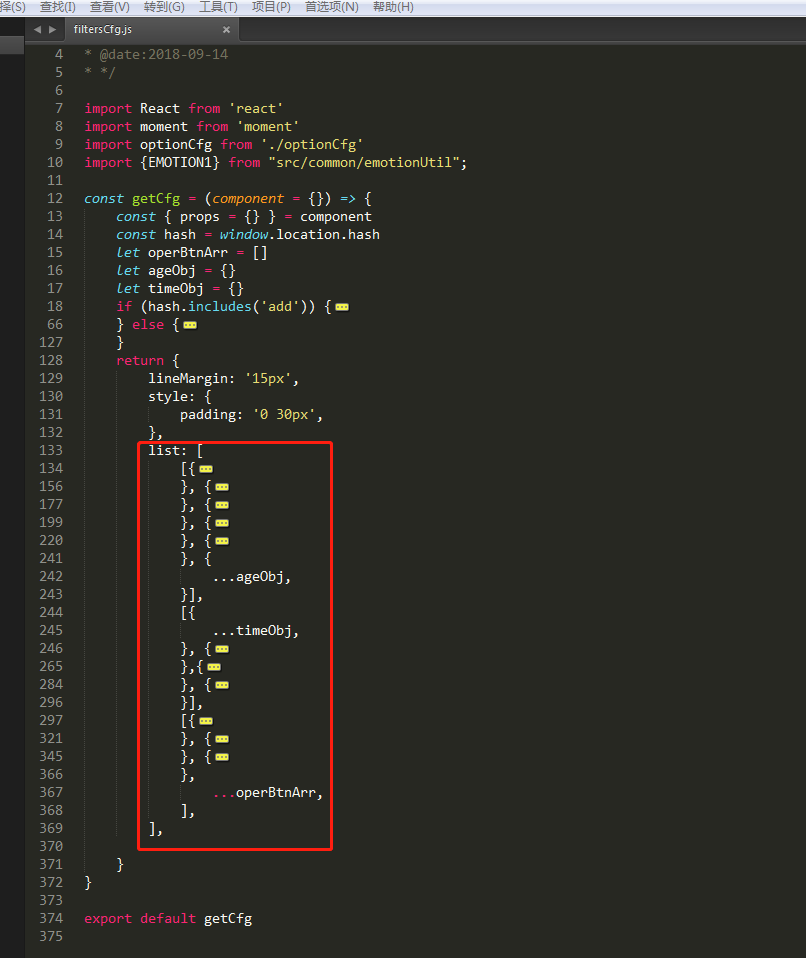 择(S) 查找(I) 查看(V) 转到(G) 工具(T) 项目(P) 首选项(N) 帮助(H)
filtersCfg.js ×
4 * @date:2018-09-14
5 * */
6
7 import React from 'react'
8 import moment from 'moment'
9 import optionCfg from './optionCfg'
10 import {EMOTION1} from "src/common/emotionUtil";
11
12 const getCfg = (component = {}) => {
13 const { props = {} } = component
14 const hash = window.location.hash
15 let operBtnArr = []
16 let ageObj = {}
17 let timeObj = {}
18 if (hash.includes('add')) {
66 } else {
127 }
128 return {
129 lineMargin: '15px',
130 style: {
131 padding: '0 30px',
132 },
133 list: [
134 [{
156 }, {
177 }, {
199 }, {
220 }, {
241 }, {
242 ...ageObj,
243 }],
244 [{
245 ...timeObj,
246 }, {
265 },{
284 }, {
296 }],
297 [{
321 }, {
345 }, {
366 },
367 ...operBtnArr,
368 ],
369 ],
370
371 }
372 }
373
374 export default getCfg
375